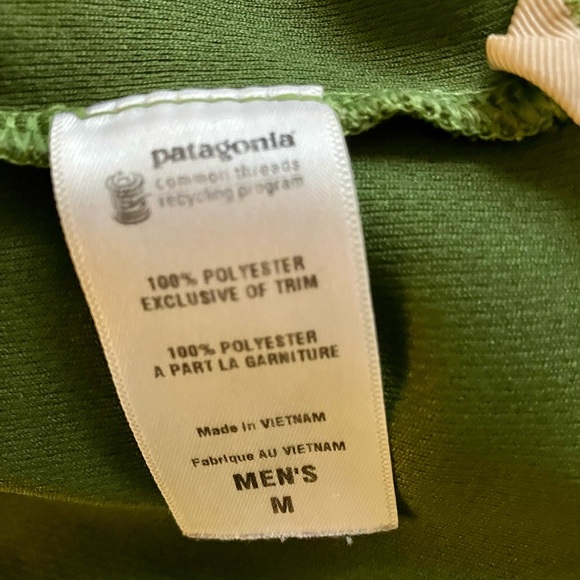 patagonia
common threads
recycling program
100% POLYESTER
EXCLUSIVE OF TRIM
100% POLYESTER
A PART LA GARNITURE
Made in VIETNAM
Fabrique AU VIETNAM
MEN'S
M